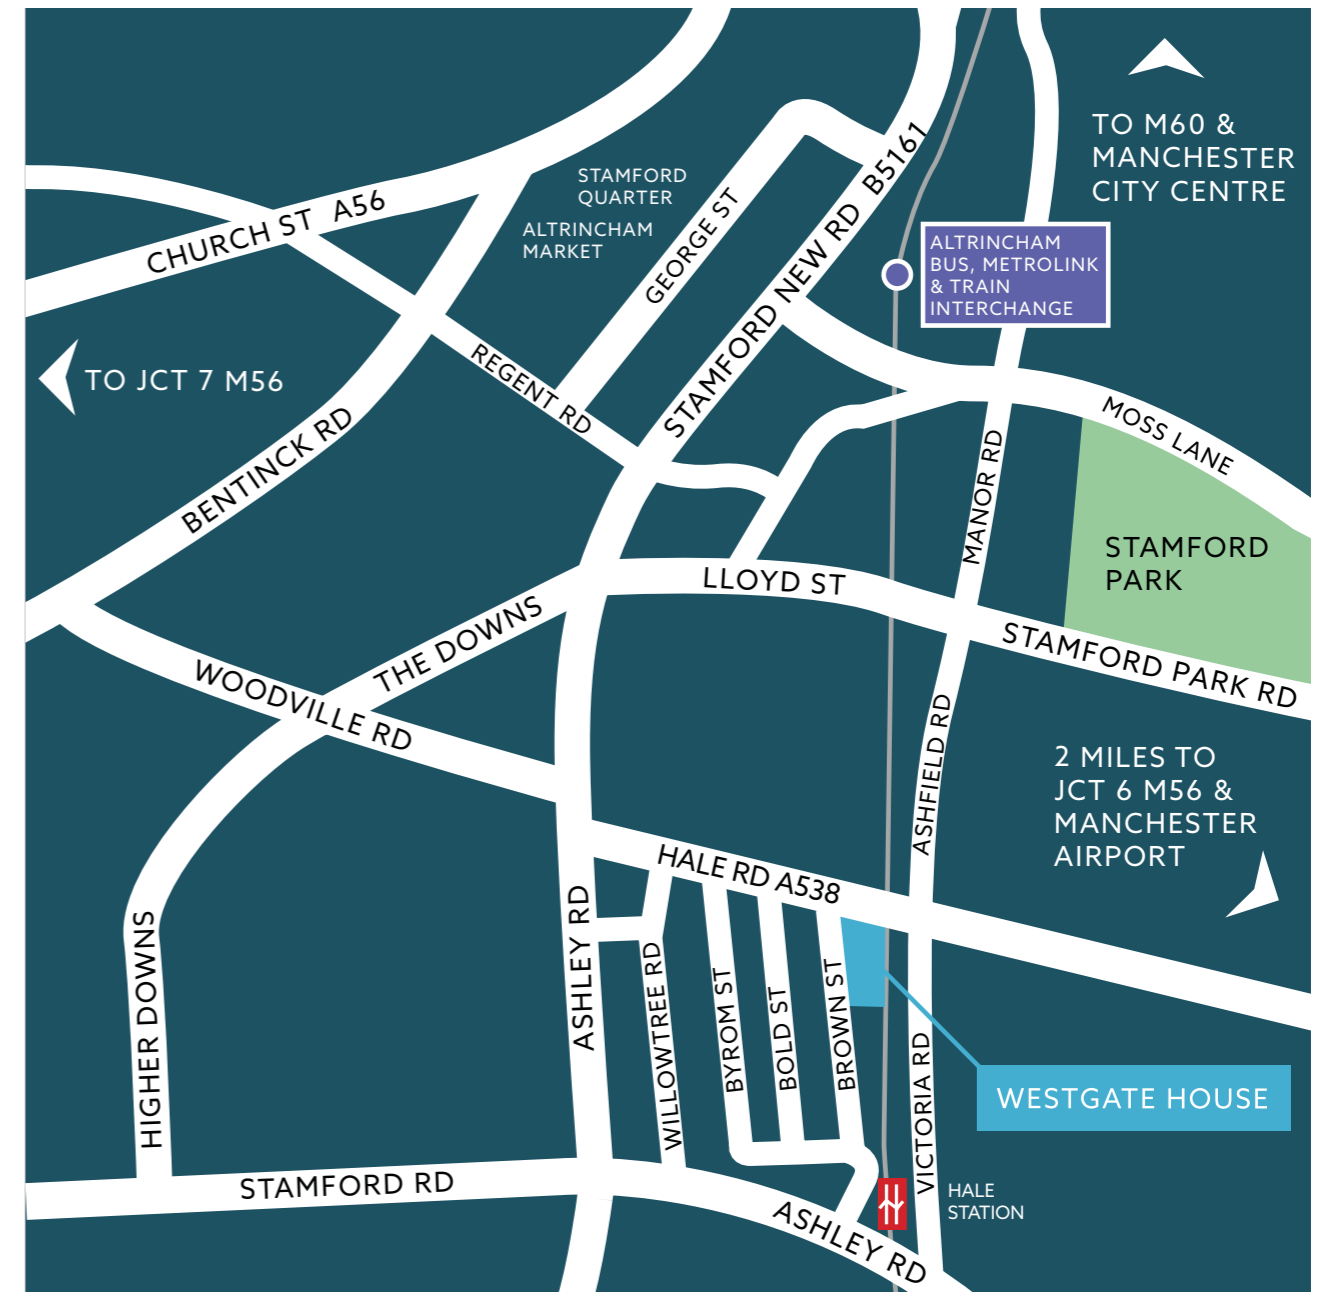 TO M60 &
MANCHESTER
CITY CENTRE
STAMFORD
QUARTER
ALTRINCHAM
MARKET
CHURCH ST A56
GEORGE ST
STAMFORD NEW RD B5161
ALTRINCHAM
BUS, METROLINK
& TRAIN
INTERCHANGE
TO JCT 7 M56
REGENT RD
BENTINCK RD
MOSS LANE
MANOR RD
STAMFORD
PARK
LLOYD ST
THE DOWNS
WOODVILLE RD
STAMFORD PARK RD
ASHFIELD RD
2 MILES TO
JCT 6 M56 &
MANCHESTER
AIRPORT
HALE RD A538
HIGHER DOWNS
ASHLEY RD
WILLOWTREE RD
BYROM ST
BOLD ST
BROWN ST
VICTORIA RD
WESTGATE HOUSE
STAMFORD RD
HALE
STATION
ASHLEY RD